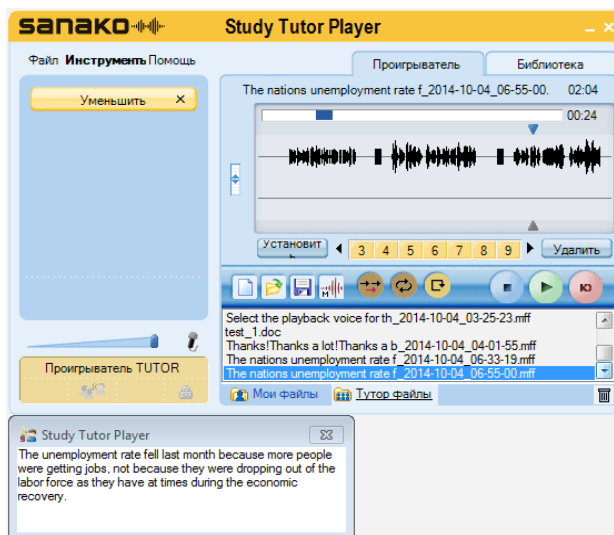 sanako
Study Tutor Player
Файл Инструменть Помощь
Проигрыватель
Библиотека
Уменьшить
The nations unemployment rate f_2014-10-04_06-55-00.
02:04
00:24
Установит
ь
3 4 5 6 7 8 9
Удалить
M
Ю
Select the playback voice for th_2014-10-04_03-25-23.mff
test_1.doc
Thanks!Thanks a lot!Thanks a b_2014-10-04_04-01-55.mff
The nations unemployment rate f_2014-10-04_06-33-19.mff
The nations unemployment rate f_2014-10-04_06-55-00.mff
Проигрыватель TUTOR
Мои файлы
Тутор файлы
Study Tutor Player
The unemployment rate fell last month because more people
were getting jobs, not because they were dropping out of the
labor force as they have at times during the economic
recovery.